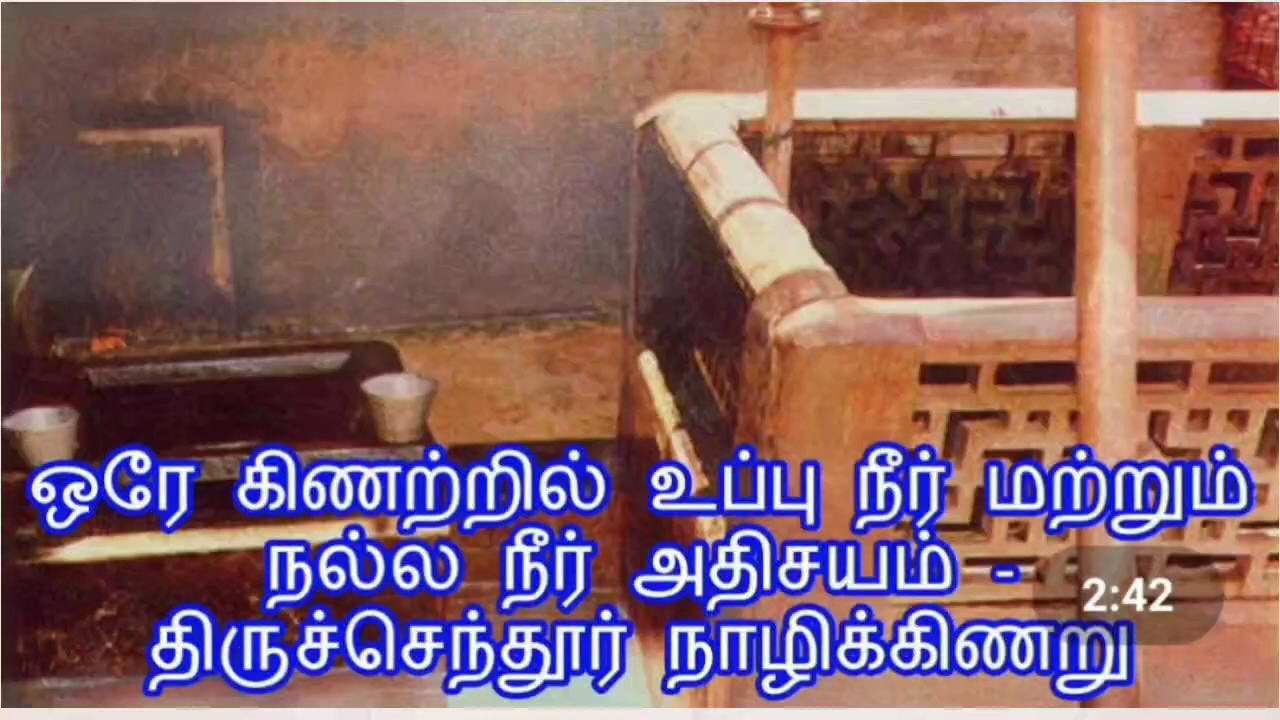 ஒரே கிணற்றில் உப்பு நீர் மற்றும்
நல்ல நீர் அதிசயம் -
2:42
திருச்செந்தூர் நாழிக்கிணறு